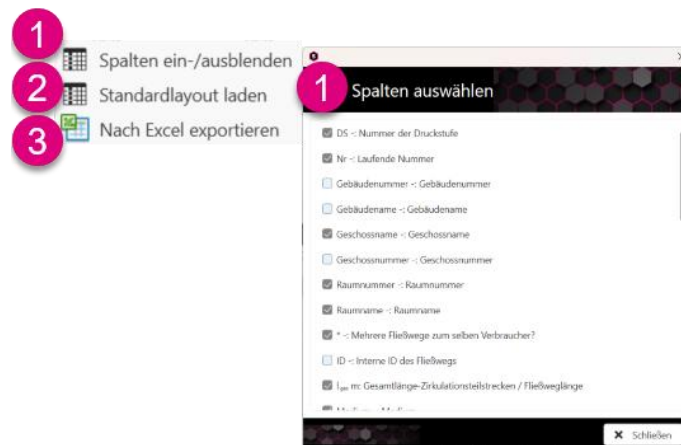 1
Spalten ein-/ausblenden
2
Standardlayout laden
3
Nach Excel exportieren
1
Spalten auswählen
DS -: Nummer der Druckstufe
Nr -: Laufende Nummer
Gebäudenummer -: Gebäudenummer
Gebäudename -: Gebäudename
Geschossname -: Geschossname
Geschossnummer -: Geschossnummer
Raumnummer -: Raumnummer
Raumname -: Raumname
* -: Mehrere Fließwege zum selben Verbraucher?
ID -: Interne ID des Fließwegs
m: Gesamtlänge-Zirkulationsteilstrecken / Fließweglänge
Schließen